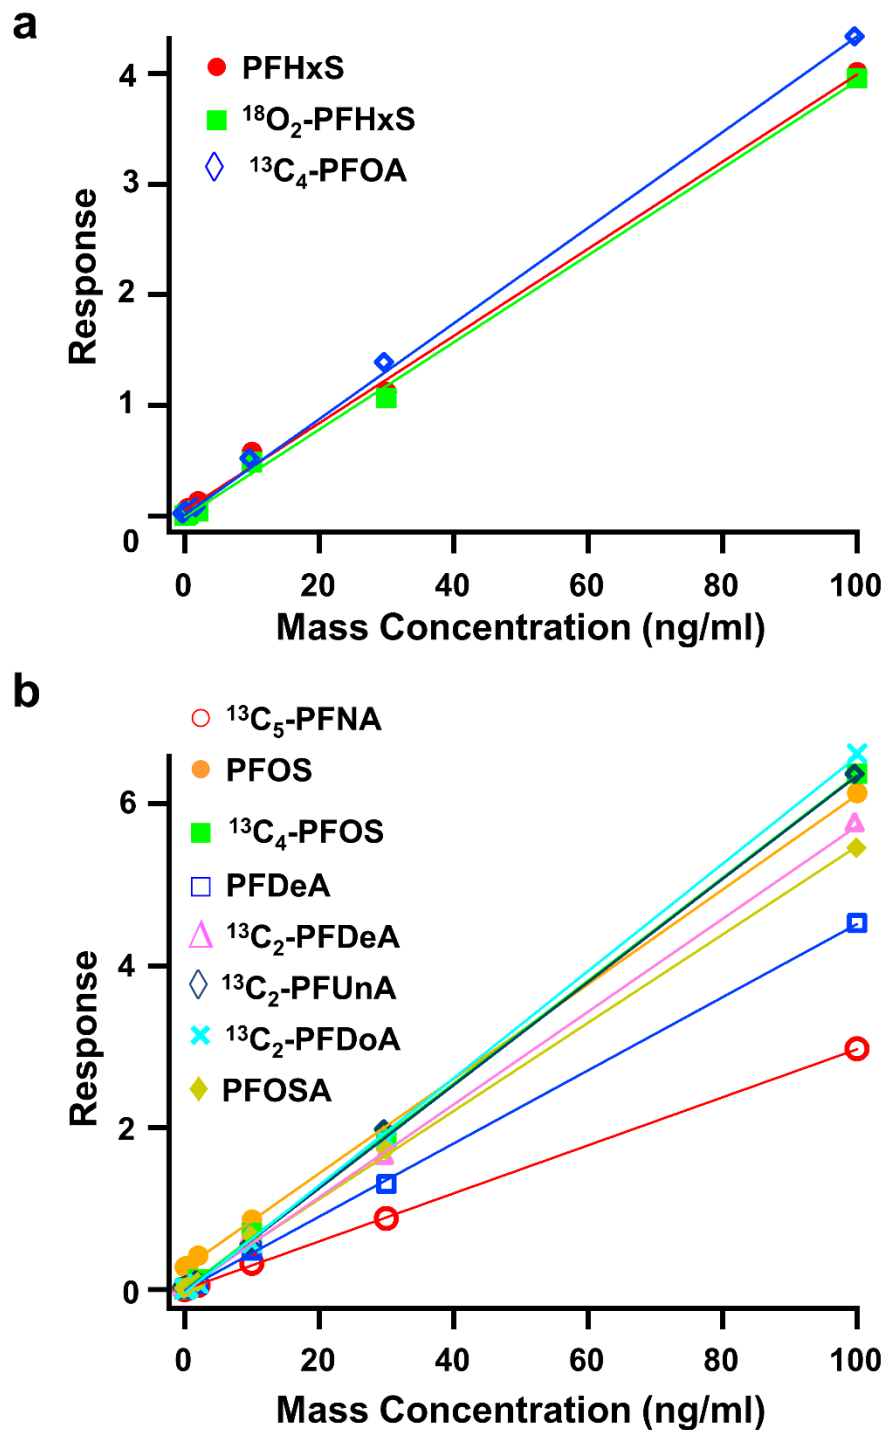 a
PFHxS
¹⁸O₂-PFHxS
¹³C₄-PFOA
Response
4
3
2
1
0
0 20 40 60 80 100
Mass Concentration (ng/ml)
b
¹³C₅-PFNA
PFOS
¹³C₄-PFOS
PFDeA
¹³C₂-PFDeA
¹³C₂-PFUnA
¹³C₂-PFDoA
PFOSA
Response
6
4
2
0
0 20 40 60 80 100
Mass Concentration (ng/ml)